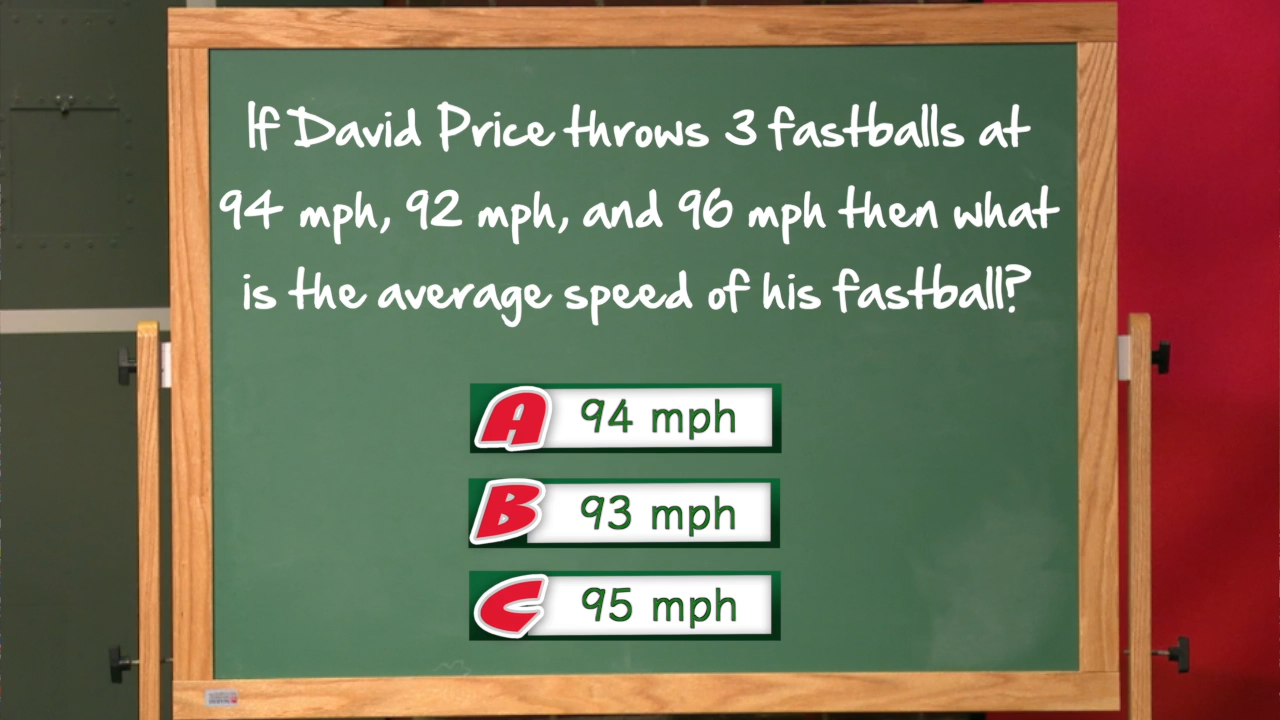 If David Price throws 3 fastballs at
94 mph, 92 mph, and 96 mph then what
is the average speed of his fastball?
A 94 mph
B 93 mph
C 95 mph